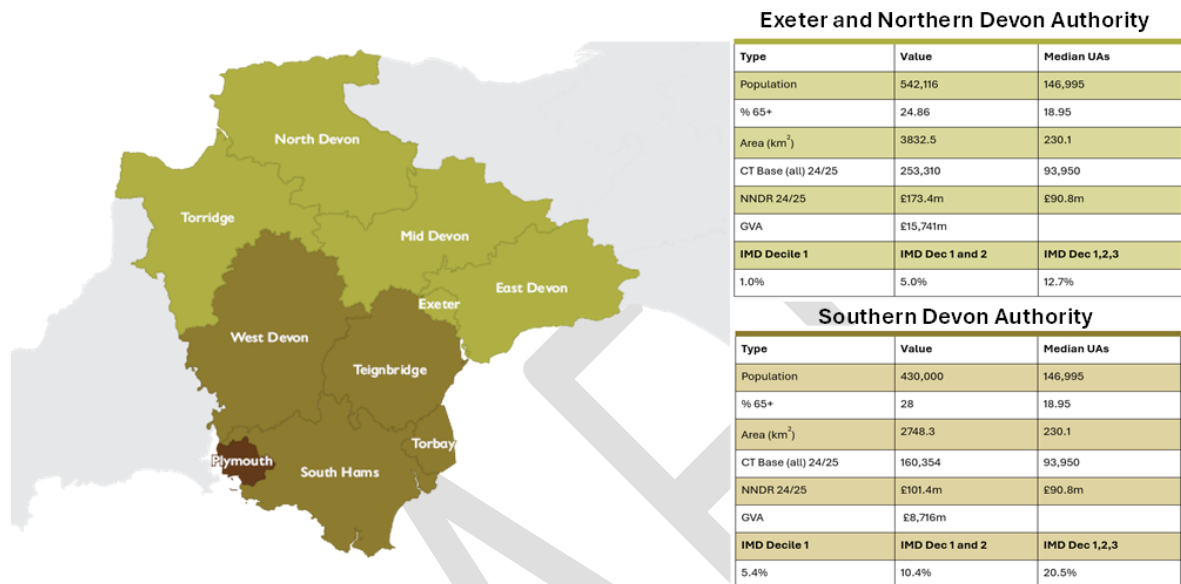 North Devon
Torridge
Mid Devon
East Devon
Exeter
West Devon
Teignbridge
Torbay
Plymouth
South Hams
Exeter and Northern Devon Authority
Type Value Median UAs
Population 542,116 146,995
% 65+ 24.86 18.95
Area (km²) 3832.5 230.1
CT Base (all) 24/25 253,310 93,950
NNDR 24/25 £173.4m £90.8m
GVA £15,741m
IMD Decile 1 IMD Dec 1 and 2 IMD Dec 1,2,3
1.0% 5.0% 12.7%
Southern Devon Authority
Type Value Median UAs
Population 430,000 146,995
% 65+ 28 18.95
Area (km²) 2748.3 230.1
CT Base (all) 24/25 160,354 93,950
NNDR 24/25 £101.4m £90.8m
GVA £8,716m
IMD Decile 1 IMD Dec 1 and 2 IMD Dec 1,2,3
5.4% 10.4% 20.5%